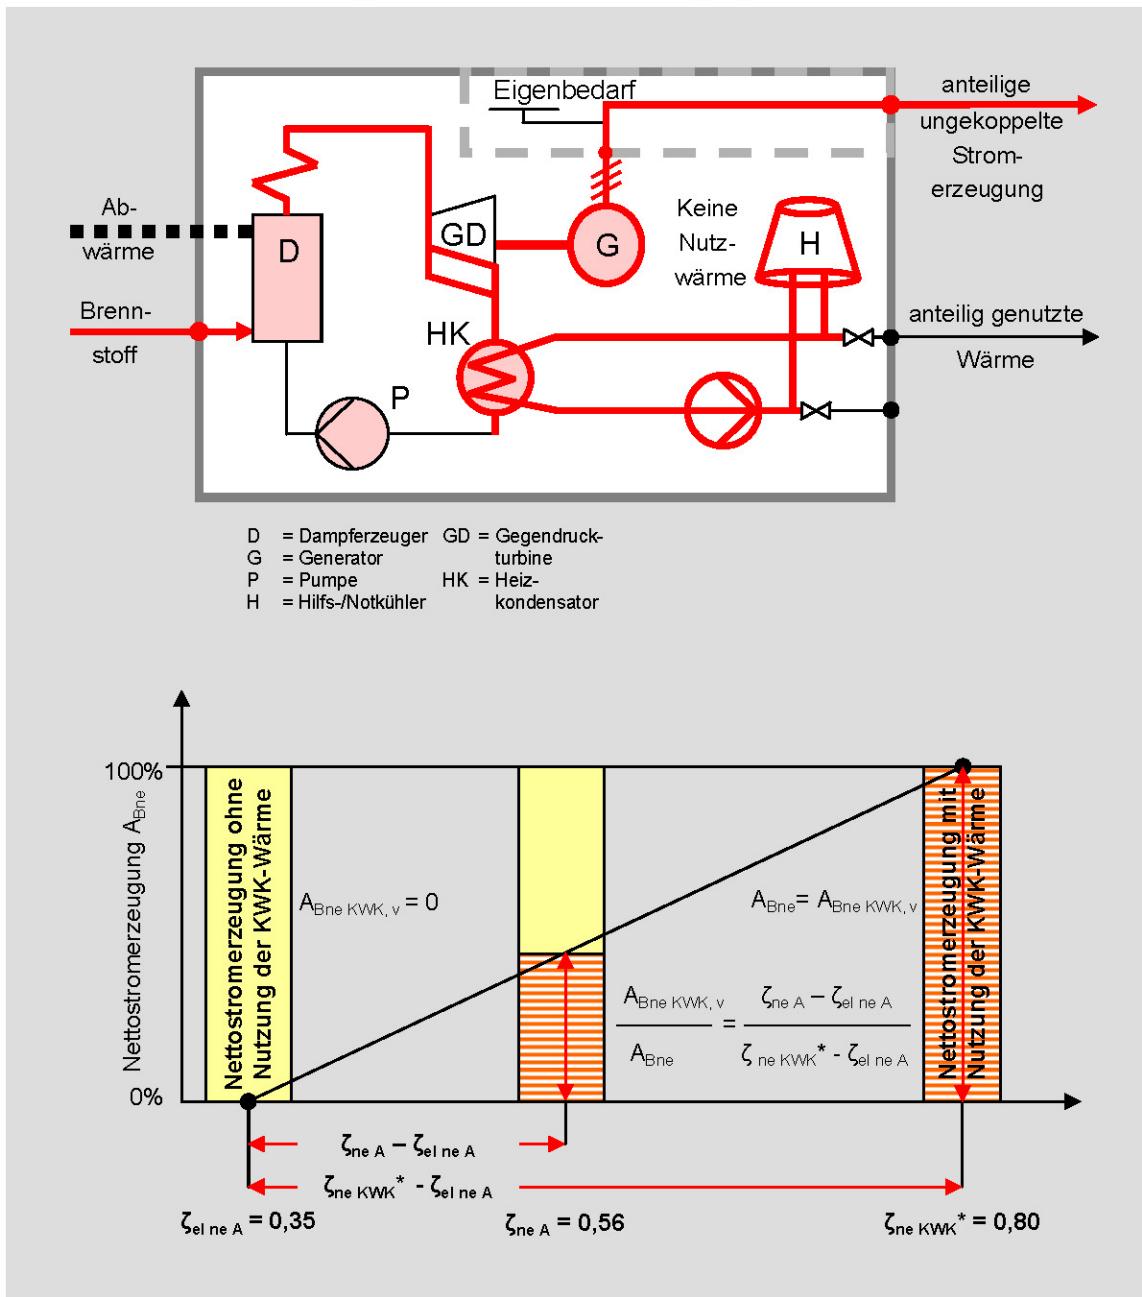 Eigenbedarf
anteilige
ungekoppelte
Strom-
erzeugung
Ab-
wärme
D
GD
G
Keine
Nutz-
wärme
H
Brenn-
stoff
HK
P
anteilig genutzte
Wärme
D = Dampferzeuger GD = Gegendruck-
G = Generator turbine
P = Pumpe HK = Heiz-
H = Hilfs-/Notkühler kondensator
Nettostromerzeugung A_Bne
100%
0%
Nettostromerzeugung ohne
Nutzung der KWK-Wärme
A_Bne KWK, v = 0
A_Bne = A_Bne KWK, v
A_Bne KWK, v / A_Bne = ζ_ne A – ζ_el ne A / ζ_ne KWK* - ζ_el ne A
Nettostromerzeugung mit
Nutzung der KWK-Wärme
ζ_ne A – ζ_el ne A
ζ_ne KWK* - ζ_el ne A
ζ_el ne A = 0,35
ζ_ne A = 0,56
ζ_ne KWK* = 0,80